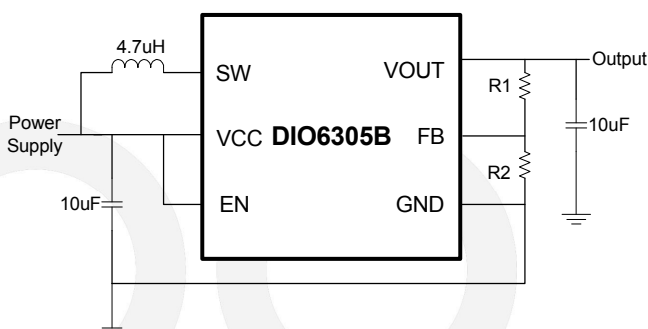 4.7uH
SW
VOUT
Output
R1
Power
Supply
VCC
DIO6305B
FB
10uF
R2
10uF
EN
GND